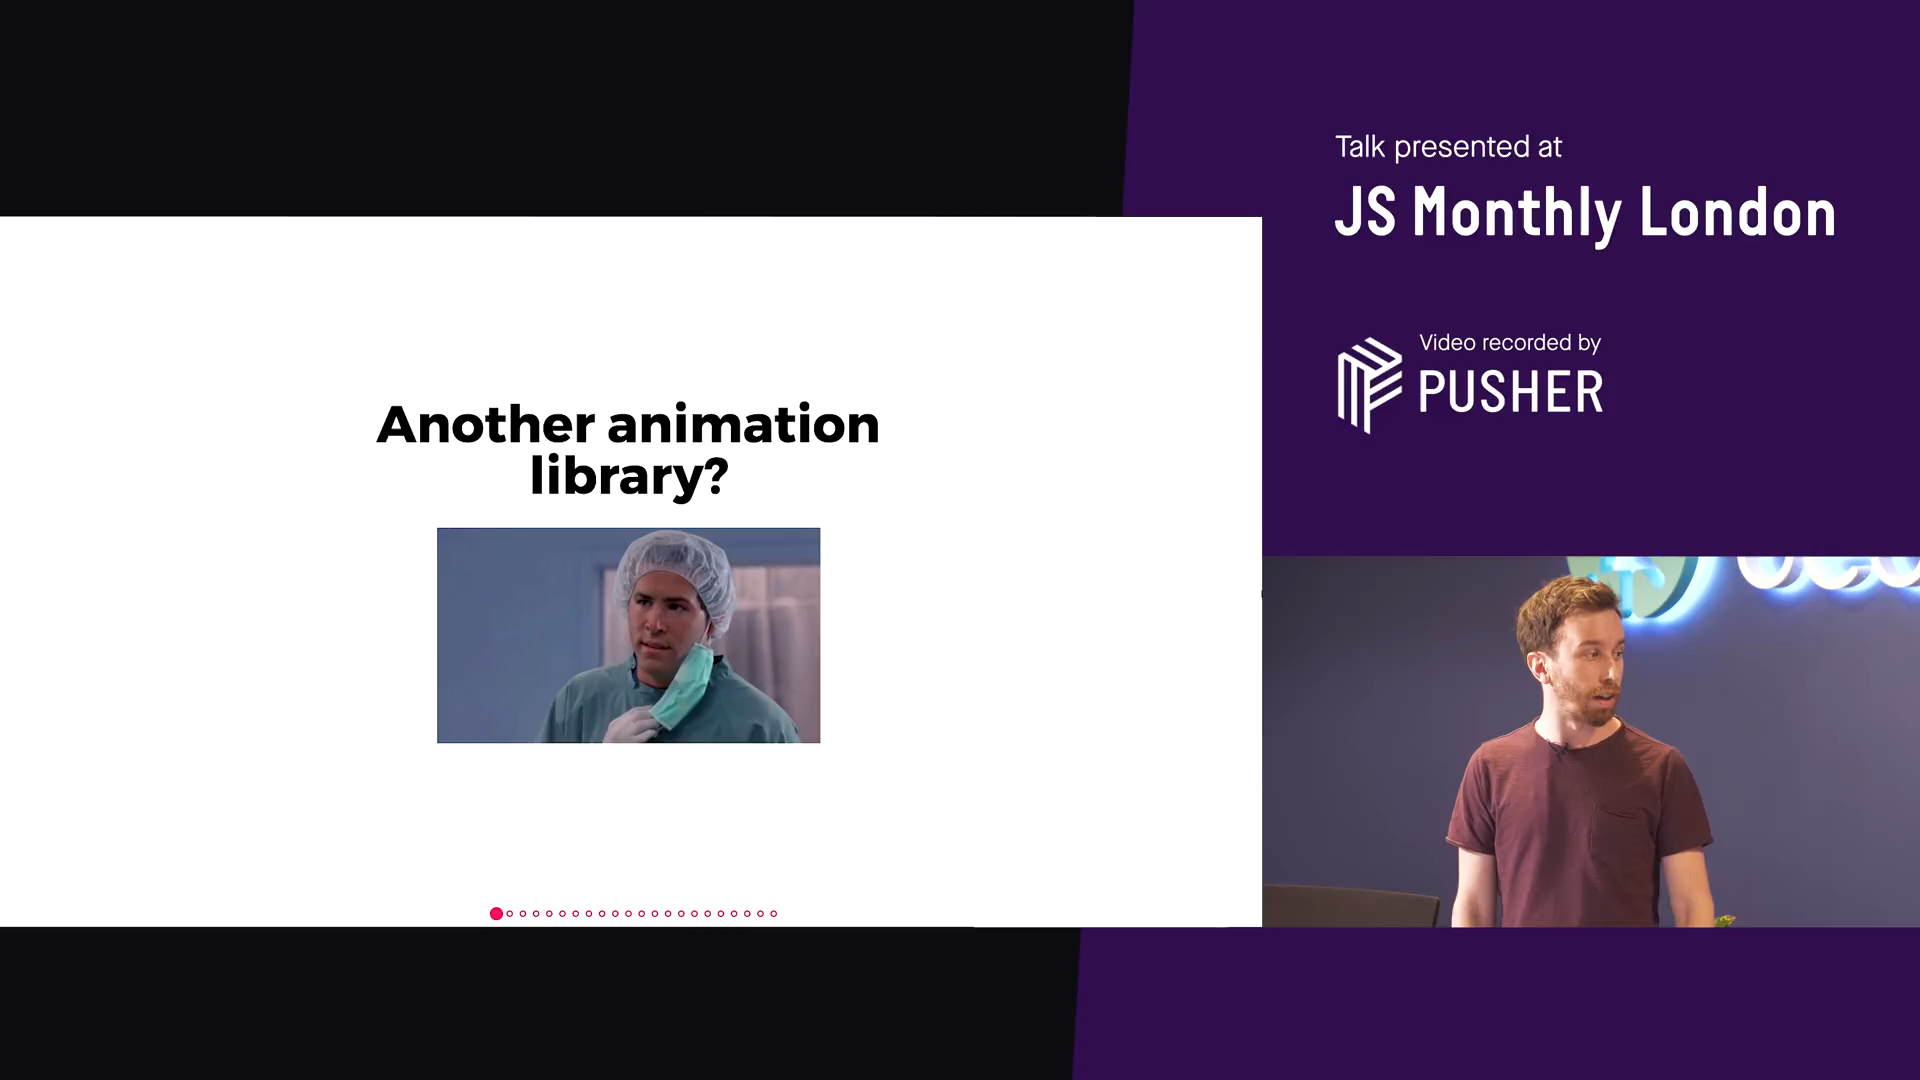 Another animation
library?
Talk presented at
JS Monthly London
Video recorded by
PUSHER